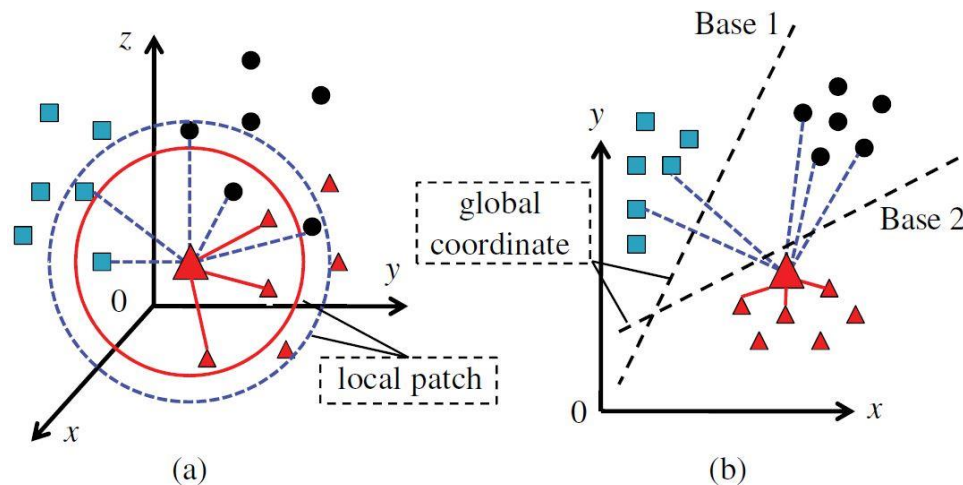 z
y
0
x
local patch
(a)
Base 1
y
global
coordinate
Base 2
0
x
(b)